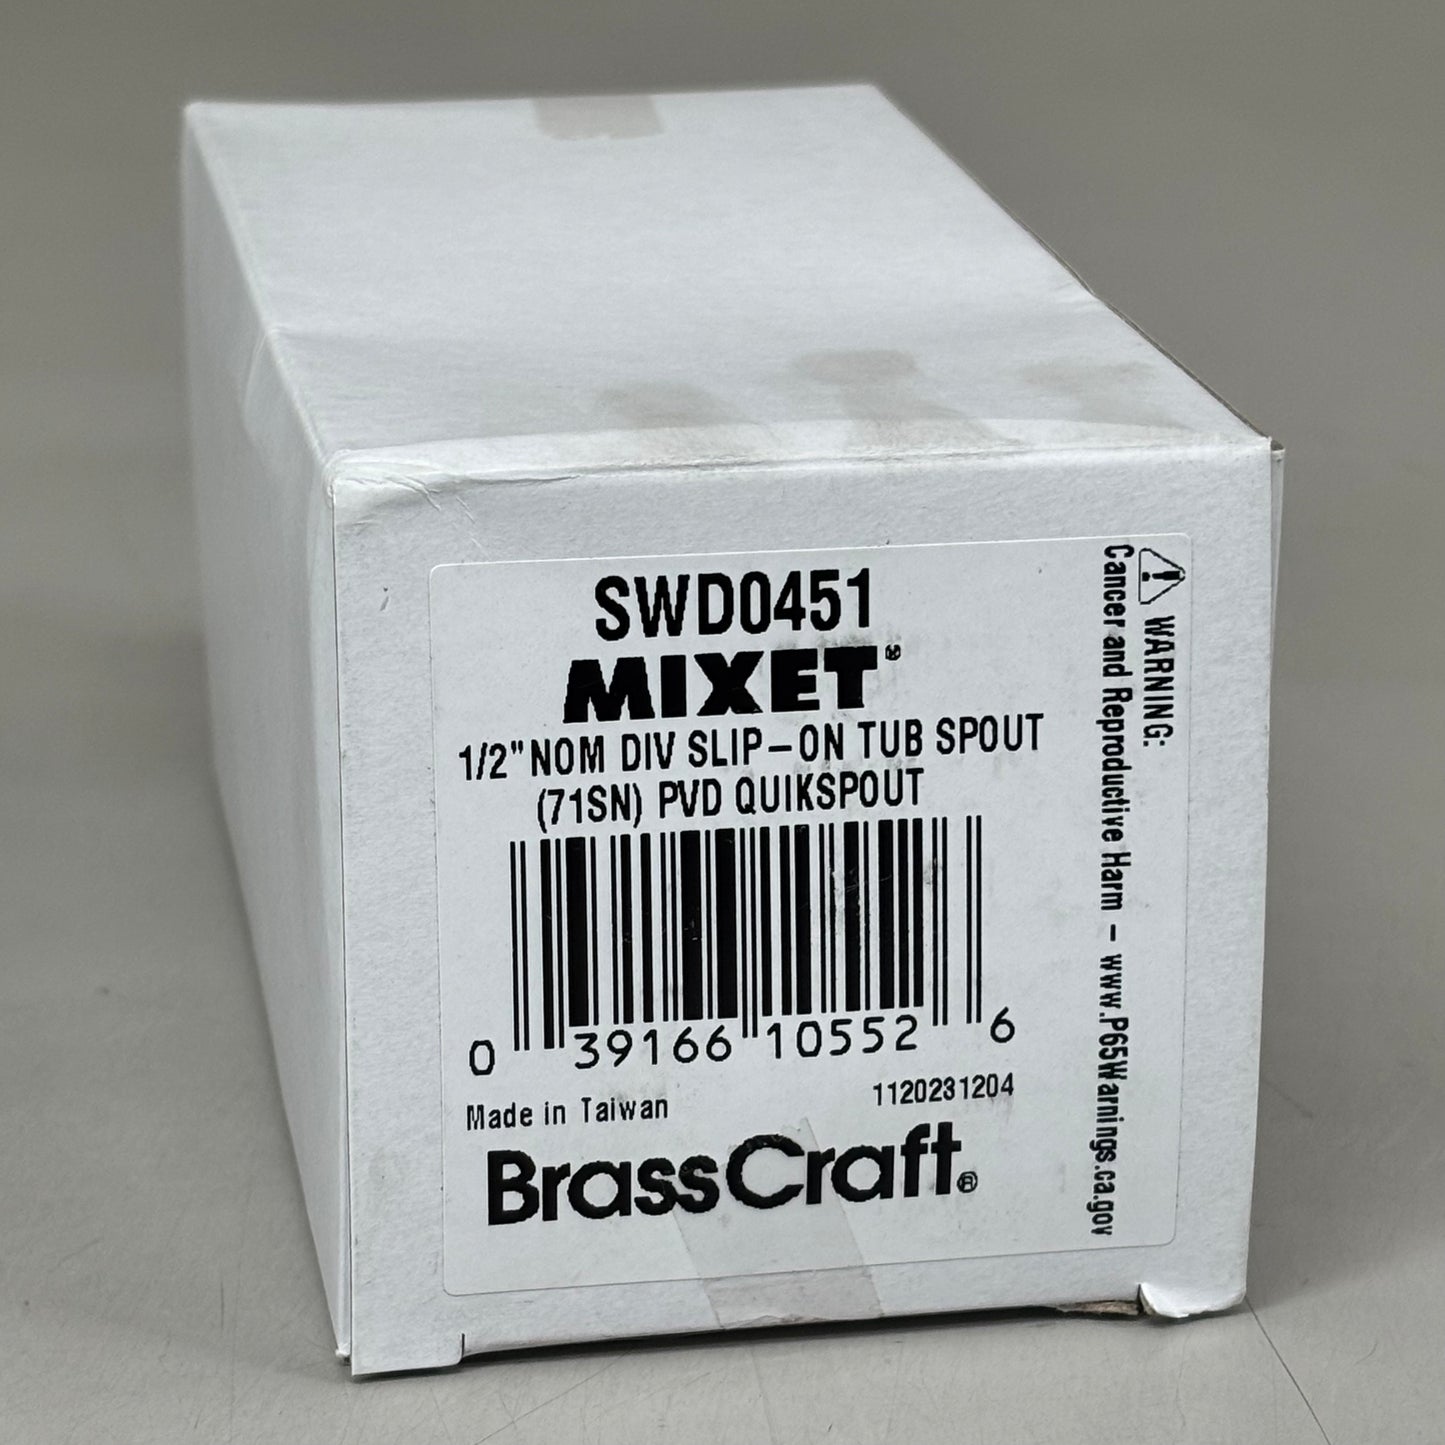 SWD0451
MIXET®
1/2" NOM DIV SLIP-ON TUB SPOUT
(71SN) PVD QUIKSPOUT
0 39166 10552 6
1120231204
Made in Taiwan
BrassCraft®
WARNING:
Cancer and Reproductive Harm - www.P65Warnings.ca.gov